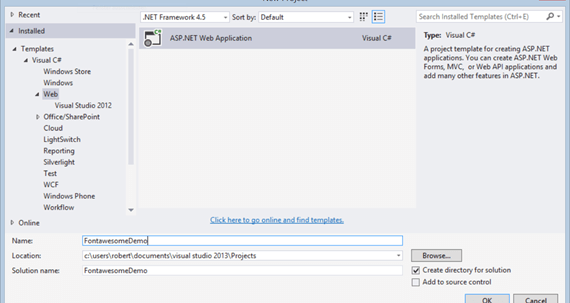 Recent
.NET Framework 4.5
Sort by: Default
Search Installed Templates (Ctrl+E)
Installed
Templates
Visual C#
Windows Store
Windows
Web
Visual Studio 2012
Office/SharePoint
Cloud
LightSwitch
Reporting
Silverlight
Test
WCF
Windows Phone
Workflow
Online
ASP.NET Web Application
Visual C#
Type: Visual C#
A project template for creating ASP.NET
applications. You can create ASP.NET Web
Forms, MVC, or Web API applications and
add many other features in ASP.NET.
Click here to go online and find templates.
Name: FontawesomeDemo
Location: c:\users\robert\documents\visual studio 2013\Projects
Browse...
Solution name: FontawesomeDemo
Create directory for solution
Add to source control
OK
Cancel